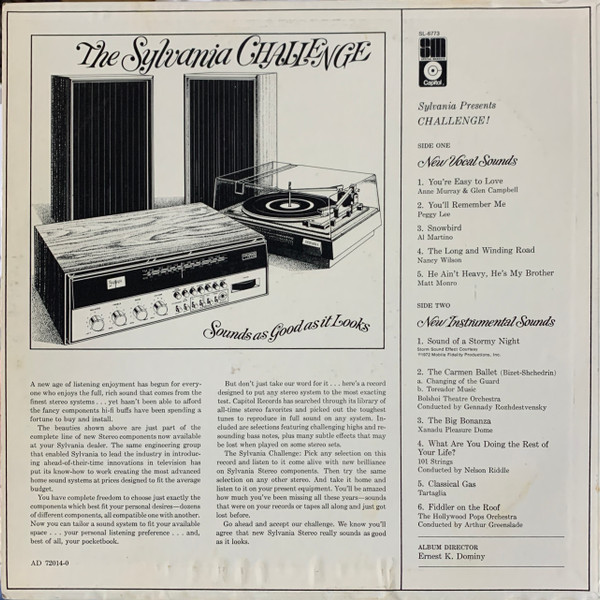 The Sylvania CHALLENGE
Sounds as Good as it Looks
A new age of listening enjoyment has begun for every-
one who enjoys the full, rich sound that comes from the
finest stereo systems . . . yet hasn't been able to afford
the fancy components hi-fi buffs have been spending a
fortune to buy and install.
The beauties shown above are just part of the
complete line of new Stereo components now available
at your Sylvania dealer. The same engineering group
that enabled Sylvania to lead the industry in introduc-
ing ahead-of-their-time innovations in television has
put its know-how to work creating the most advanced
home sound systems at prices designed to fit the average
budget.
You have complete freedom to choose just exactly the
components which best fit your personal desires—dozens
of different components, all compatible one with another.
Now you can tailor a sound system to fit your available
space . . . your personal listening preference . . . and,
best of all, your pocketbook.
But don't just take our word for it . . . here's a record
designed to put any stereo system to the most exacting
test. Capitol Records has searched through its library of
all-time stereo favorites and picked out the toughest
tunes to reproduce in full sound on any system. In-
cluded are selections featuring challenging highs and re-
sounding bass notes, plus many subtle effects that may
be lost when played on some stereo sets.
The Sylvania Challenge: Pick any selection on this
record and listen to it come alive with new brilliance
on Sylvania Stereo components. Then try the same
selection on any other stereo. And take it home and
listen to it on your present equipment. You'll be amazed
how much you've been missing all these years—sounds
that were on your records or tapes all along and just got
lost before.
Go ahead and accept our challenge. We know you'll
agree that new Sylvania Stereo really sounds as good
as it looks.
AD 72014-0
SL-6773
Capitol
Sylvania Presents
CHALLENGE!
SIDE ONE
New Vocal Sounds
1. You're Easy to Love
Anne Murray & Glen Campbell
2. You'll Remember Me
Peggy Lee
3. Snowbird
Al Martino
4. The Long and Winding Road
Nancy Wilson
5. He Ain't Heavy, He's My Brother
Matt Monro
SIDE TWO
New Instrumental Sounds
1. Sound of a Stormy Night
Storm Sound Effect Courtesy
©1972 Mobile Fidelity Productions, Inc.
2. The Carmen Ballet (Bizet-Shchedrin)
a. Changing of the Guard
b. Toreador Music
Bolshoi Theatre Orchestra
Conducted by Gennady Rozhdestvensky
3. The Big Bonanza
Xanadu Pleasure Dome
4. What Are You Doing the Rest of
Your Life?
101 Strings
Conducted by Nelson Riddle
5. Classical Gas
Tartaglia
6. Fiddler on the Roof
The Hollywood Pops Orchestra
Conducted by Arthur Greenslade
ALBUM DIRECTOR
Ernest K. Dominy